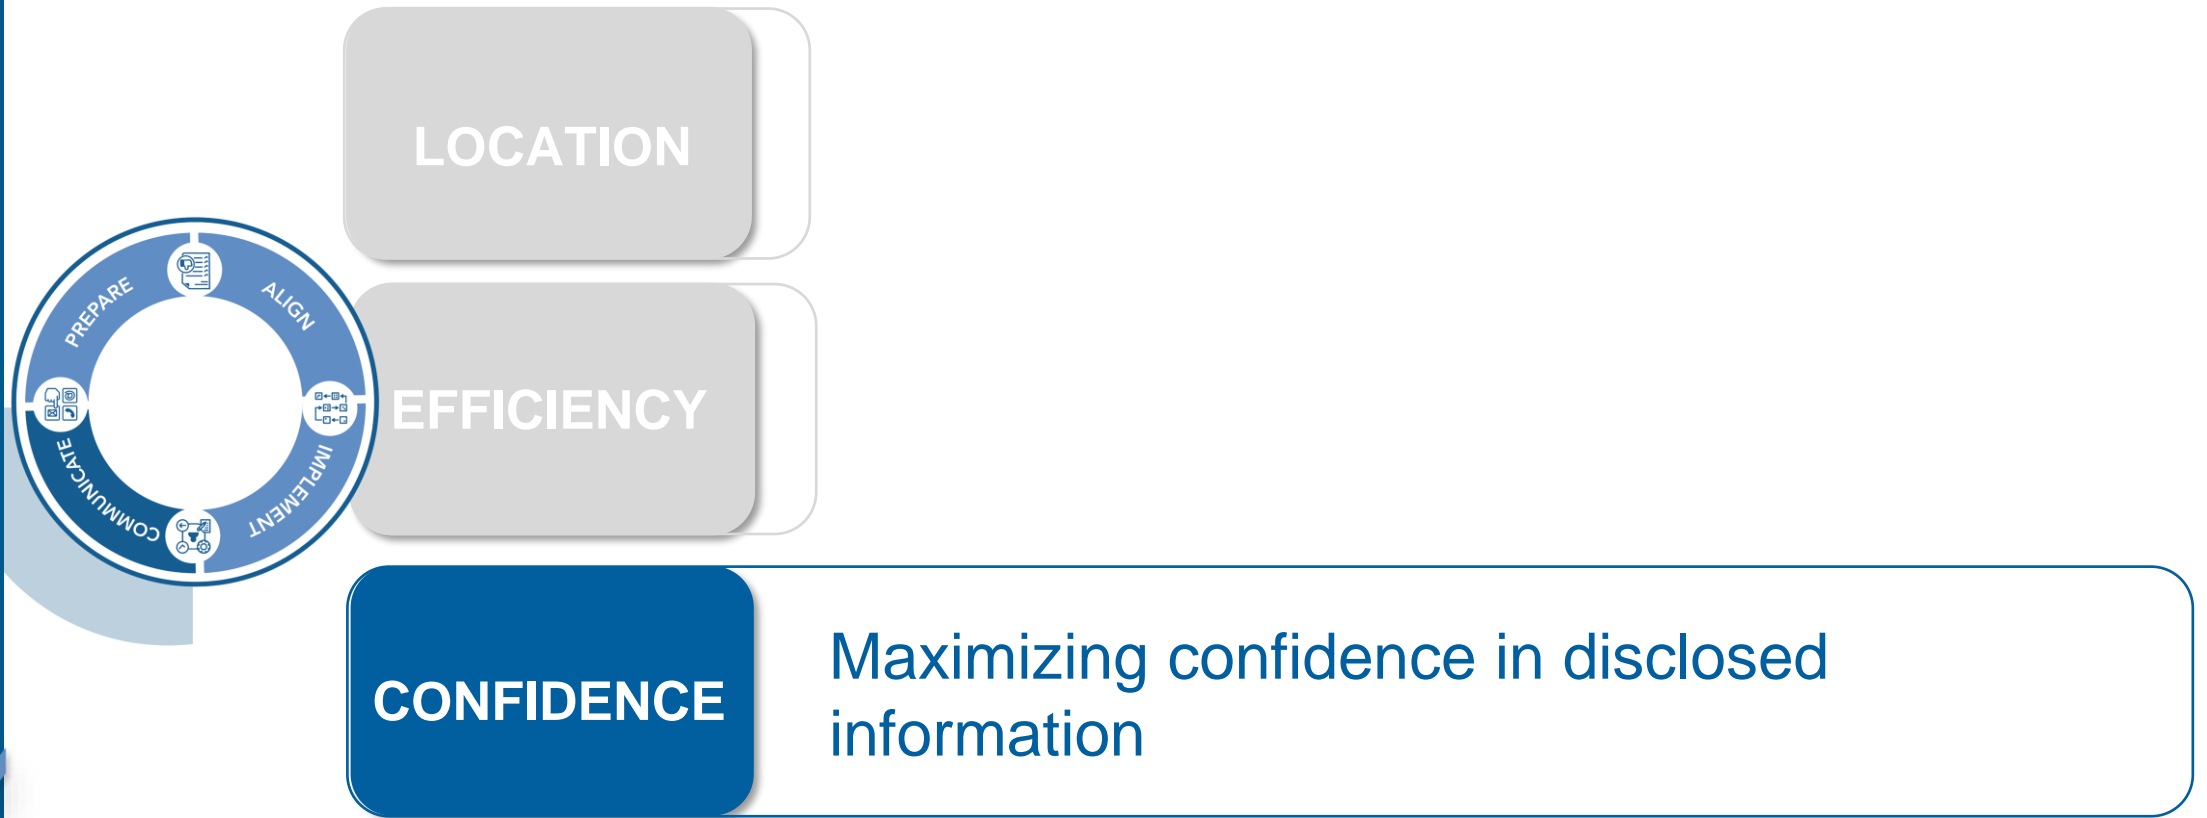 LOCATION
PREPARE
ALIGN
EFFICIENCY
COMMUNICATE
IMPLEMENT
CONFIDENCE
Maximizing confidence in disclosed
information